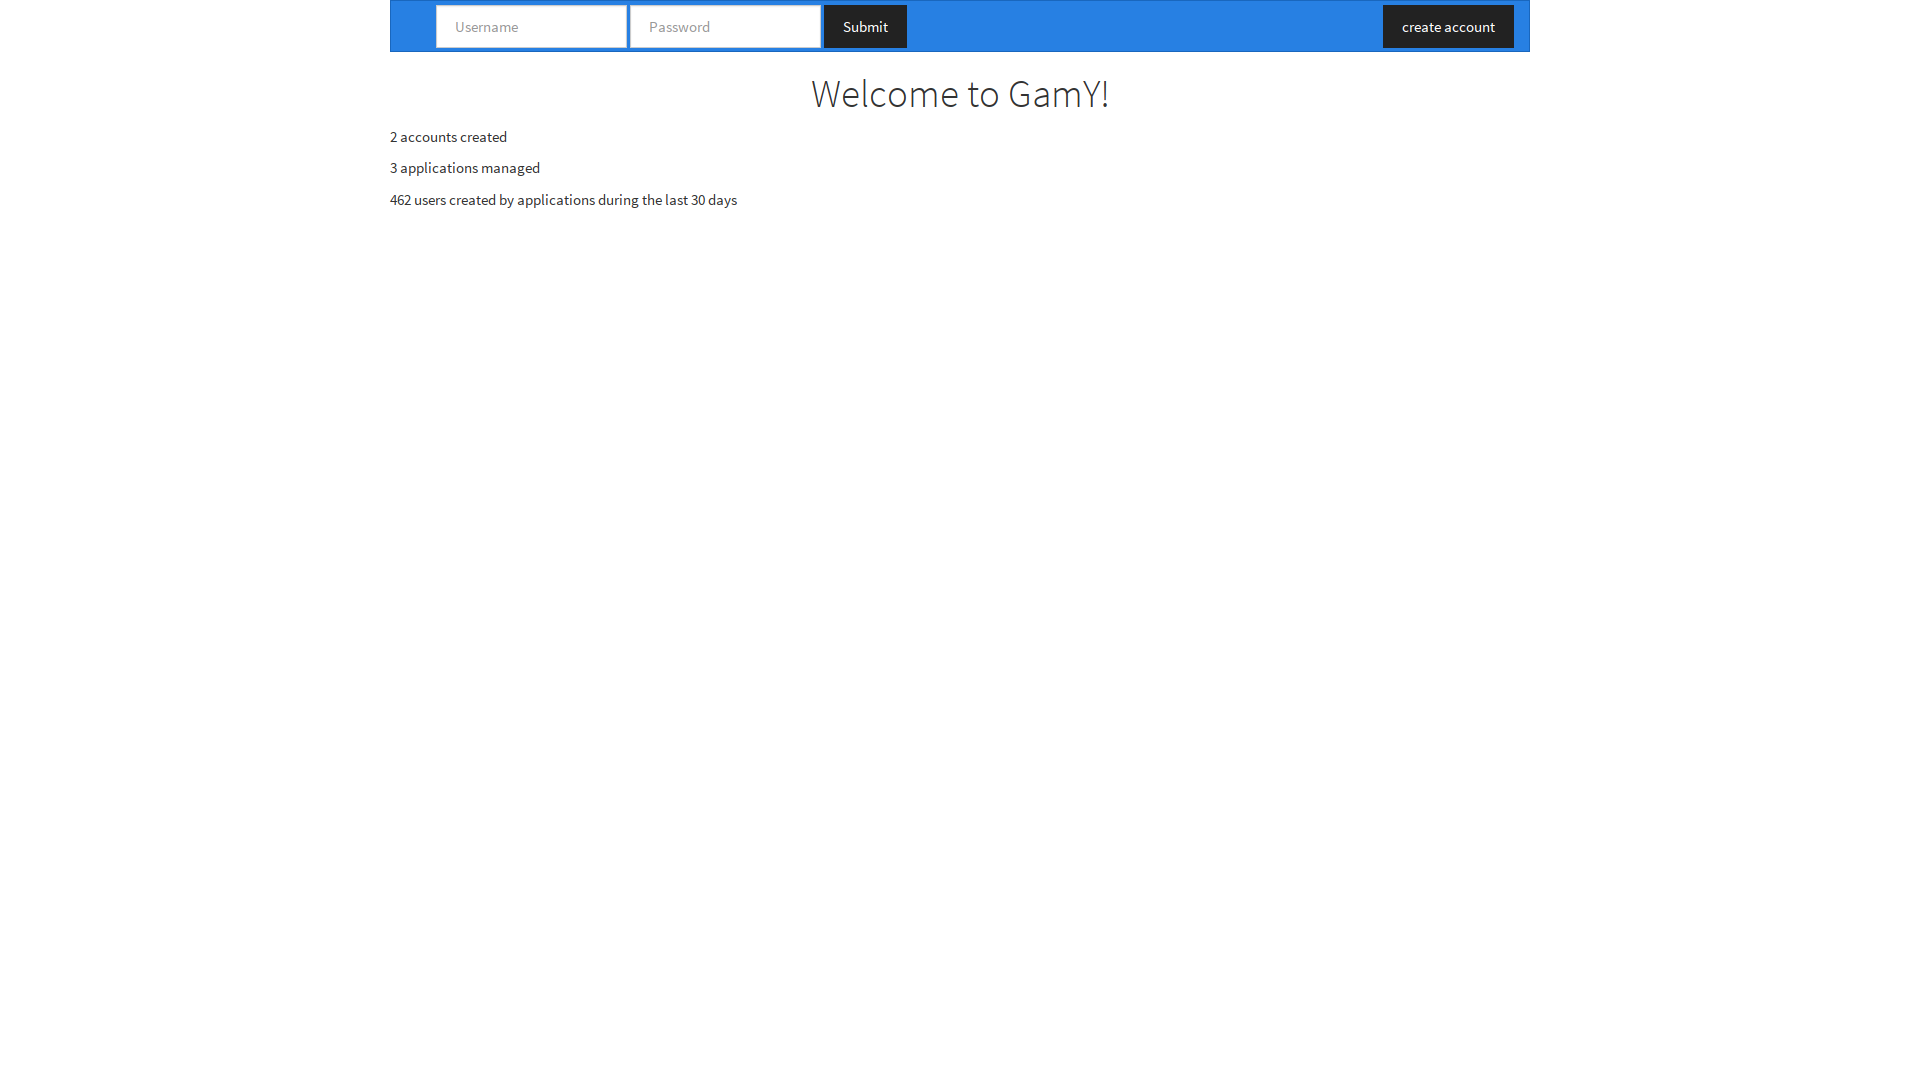 Username Password Submit create account
Welcome to GamY!
2 accounts created
3 applications managed
462 users created by applications during the last 30 days